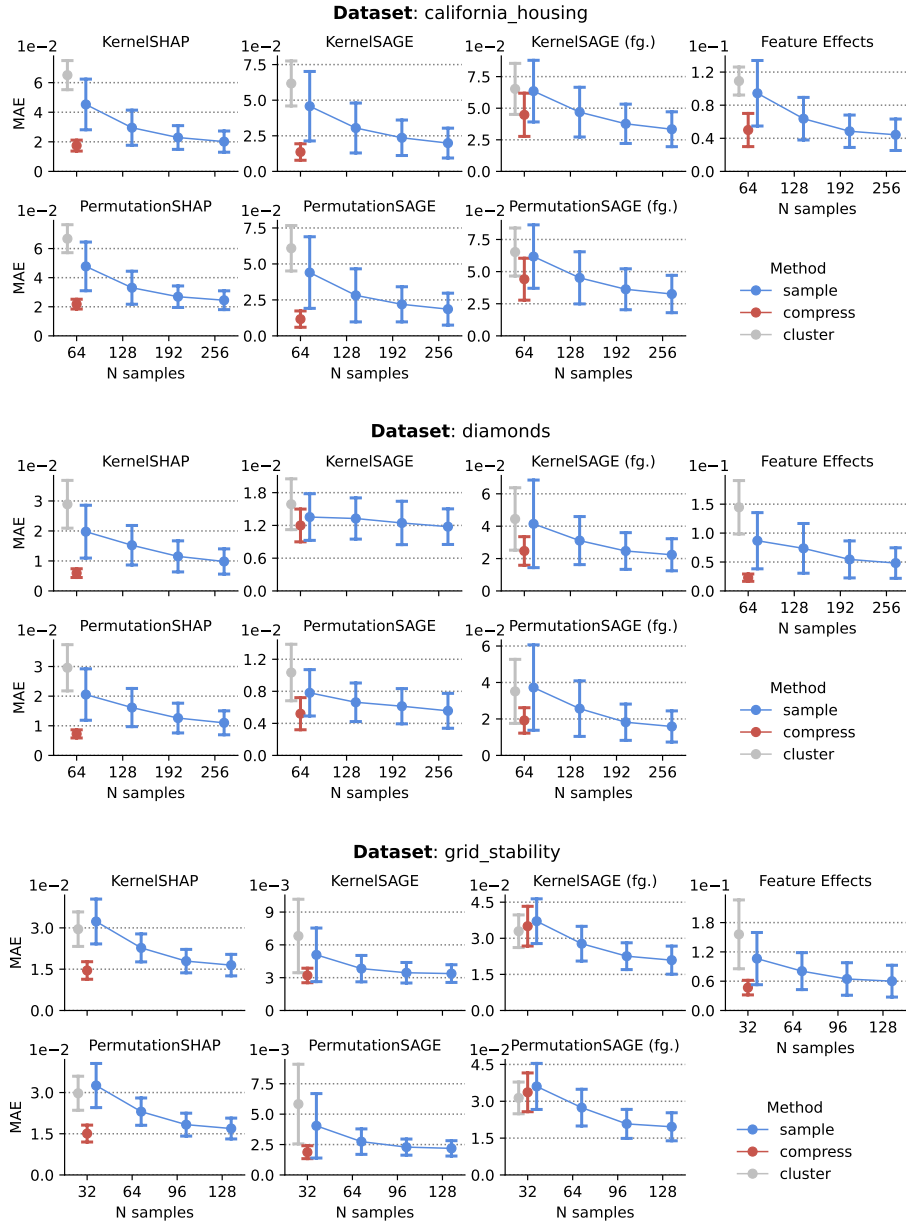 Dataset: california_housing
KernelSHAP KernelSAGE KernelSAGE (fg.) Feature Effects
1e−2 1e−2 1e−2 1e−1
MAE
6 4 2 0
7.5 5.0 2.5 0.0
7.5 5.0 2.5 0.0
1.2 0.8 0.4 0.0
64 128 192 256
N samples
PermutationSHAP PermutationSAGE PermutationSAGE (fg.)
1e−2 1e−2 1e−2
MAE
6 4 2 0
7.5 5.0 2.5 0.0
7.5 5.0 2.5 0.0
64 128 192 256 64 128 192 256 64 128 192 256
N samples N samples N samples
Method
sample
compress
cluster
Dataset: diamonds
KernelSHAP KernelSAGE KernelSAGE (fg.) Feature Effects
1e−2 1e−2 1e−2 1e−1
MAE
3 2 1 0
1.8 1.2 0.6 0.0
6 4 2 0
1.5 1.0 0.5 0.0
64 128 192 256
N samples
PermutationSHAP PermutationSAGE PermutationSAGE (fg.)
1e−2 1e−2 1e−2
MAE
3 2 1 0
1.2 0.8 0.4 0.0
6 4 2 0
64 128 192 256 64 128 192 256 64 128 192 256
N samples N samples N samples
Method
sample
compress
cluster
Dataset: grid_stability
KernelSHAP KernelSAGE KernelSAGE (fg.) Feature Effects
1e−2 1e−3 1e−2 1e−1
MAE
3.0 1.5 0.0
9 6 3 0
4.5 3.0 1.5 0.0
1.8 1.2 0.6 0.0
32 64 96 128
N samples
PermutationSHAP PermutationSAGE PermutationSAGE (fg.)
1e−2 1e−3 1e−2
MAE
3.0 1.5 0.0
7.5 5.0 2.5 0.0
4.5 3.0 1.5 0.0
32 64 96 128 32 64 96 128 32 64 96 128
N samples N samples N samples
Method
sample
compress
cluster